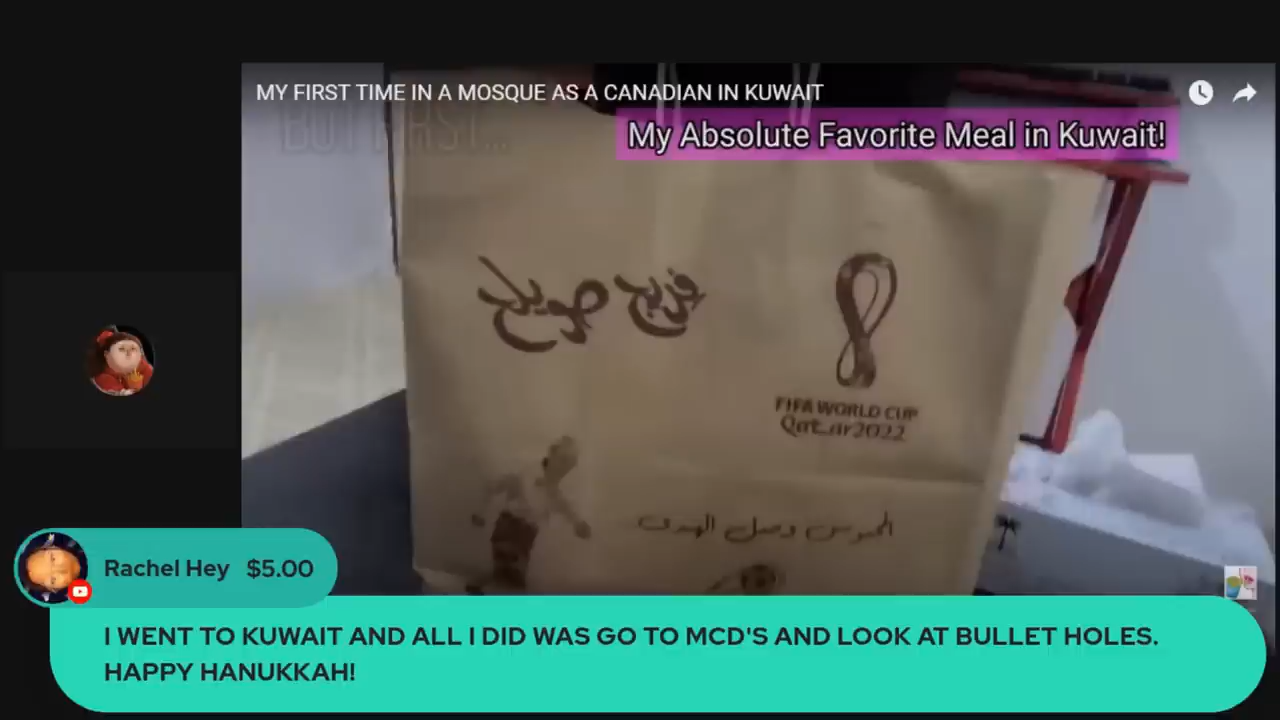 MY FIRST TIME IN A MOSQUE AS A CANADIAN IN KUWAIT
BUT FIRST...
My Absolute Favorite Meal in Kuwait!
FIFA WORLD CUP
Qatar2022
Rachel Hey $5.00
I WENT TO KUWAIT AND ALL I DID WAS GO TO MCD'S AND LOOK AT BULLET HOLES.
HAPPY HANUKKAH!